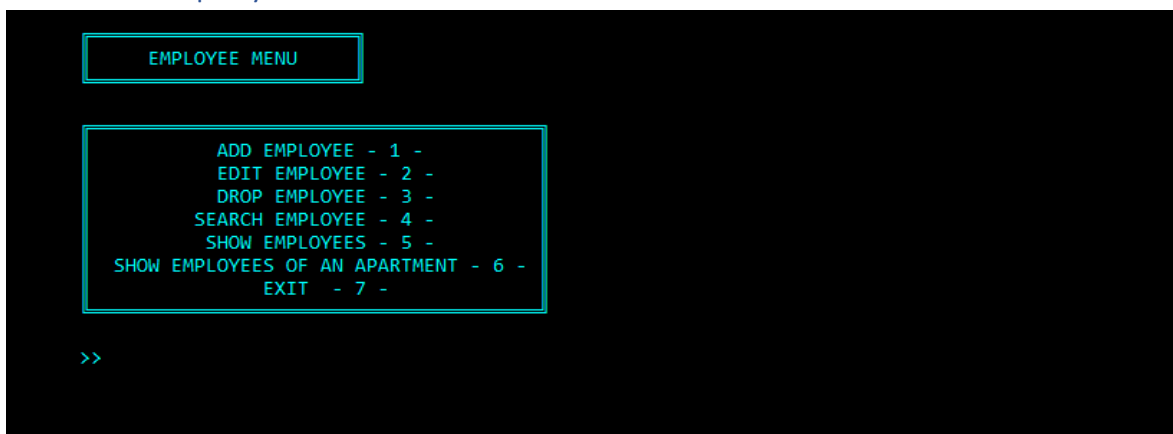 EMPLOYEE MENU
ADD EMPLOYEE - 1 -
EDIT EMPLOYEE - 2 -
DROP EMPLOYEE - 3 -
SEARCH EMPLOYEE - 4 -
SHOW EMPLOYEES - 5 -
SHOW EMPLOYEES OF AN APARTMENT - 6 -
EXIT - 7 -
>>